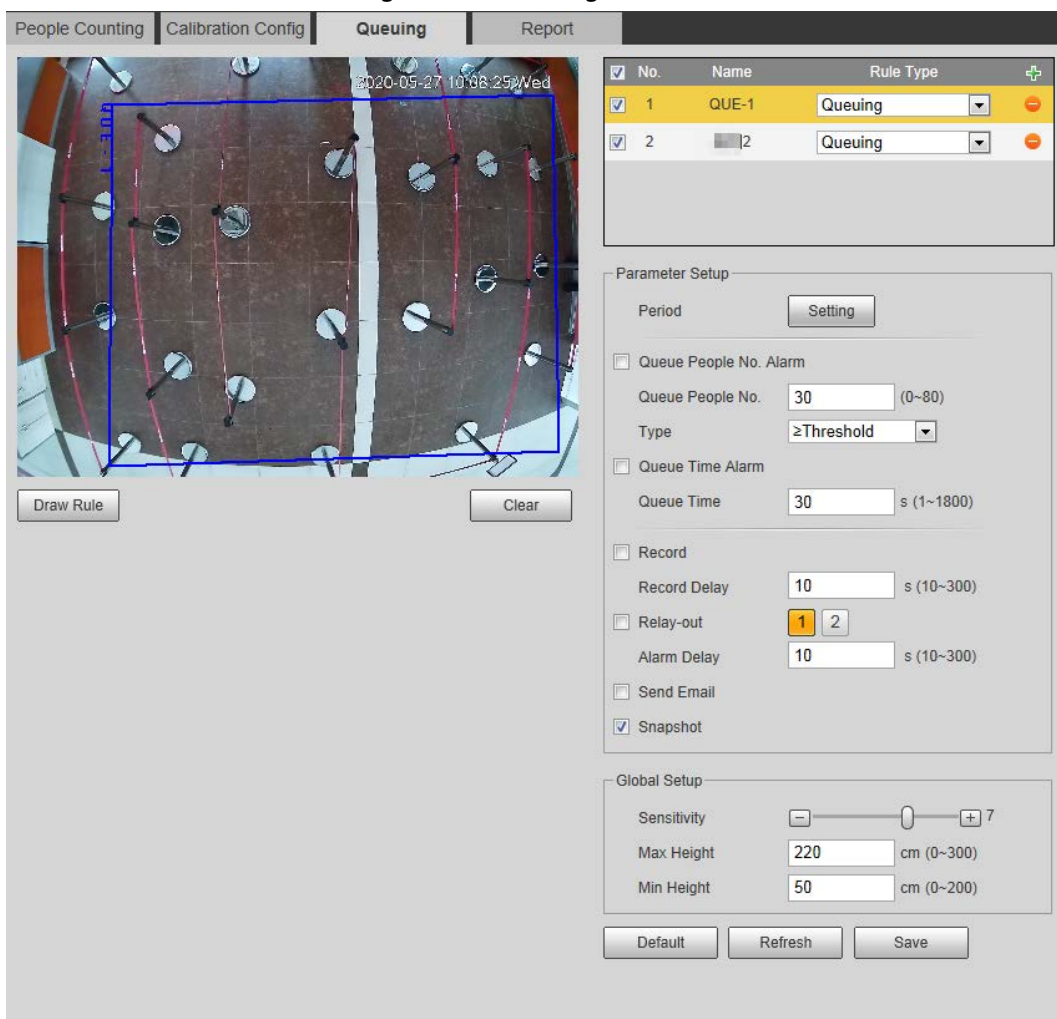 People Counting Calibration Config Queuing Report
2020-05-27 10:08:25 Wed
QUE-1
Draw Rule Clear
No. Name Rule Type
1 QUE-1 Queuing
2 2 Queuing
Parameter Setup
Period Setting
Queue People No. Alarm
Queue People No. 30 (0~80)
Type ≥Threshold
Queue Time Alarm
Queue Time 30 s (1~1800)
Record
Record Delay 10 s (10~300)
Relay-out 1 2
Alarm Delay 10 s (10~300)
Send Email
Snapshot
Global Setup
Sensitivity 7
Max Height 220 cm (0~300)
Min Height 50 cm (0~200)
Default Refresh Save